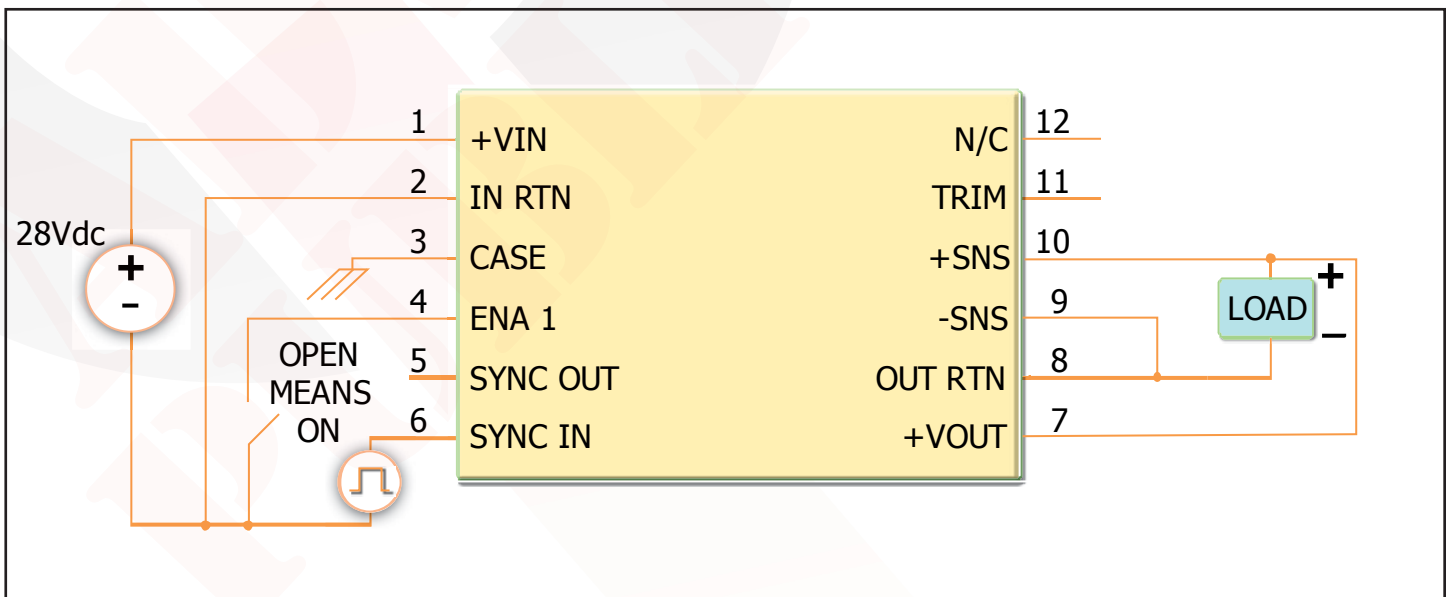 1
+VIN
2
IN RTN
3
CASE
4
ENA 1
5
SYNC OUT
6
SYNC IN
28Vdc
+
-
OPEN
MEANS
ON
N/C
12
TRIM
11
+SNS
10
-SNS
9
OUT RTN
8
+VOUT
7
LOAD
+
–